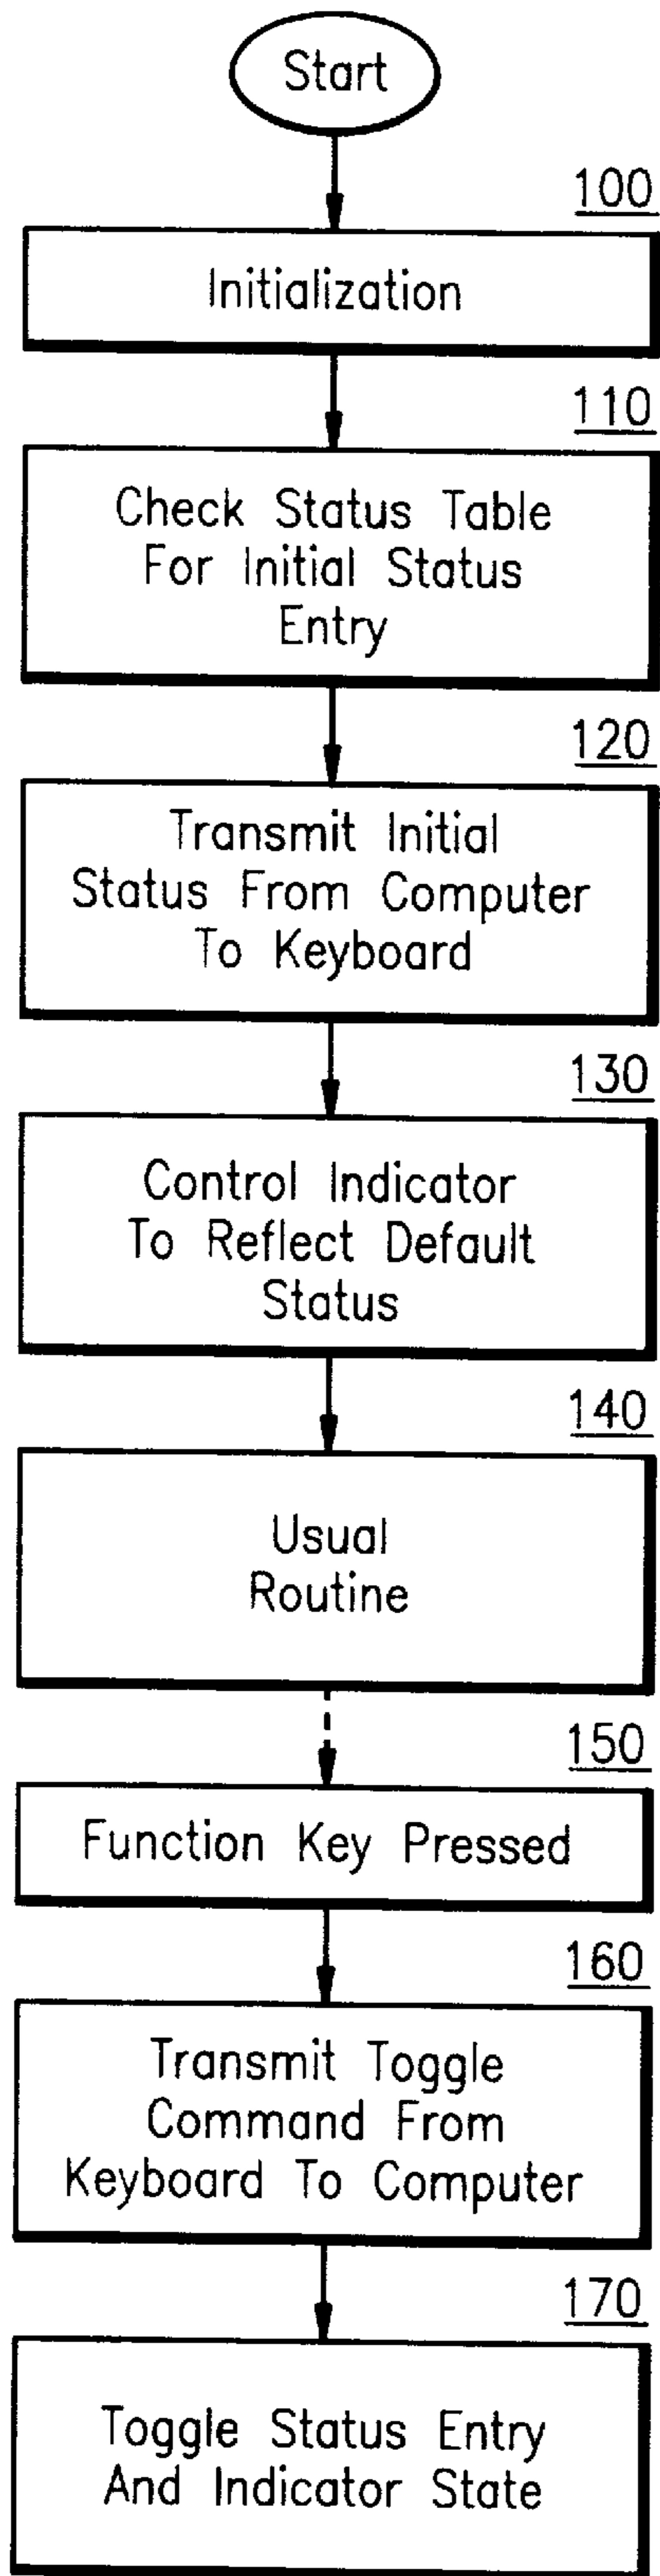 Start
100
Initialization
110
Check Status Table
For Initial Status
Entry
120
Transmit Initial
Status From Computer
To Keyboard
130
Control Indicator
To Reflect Default
Status
140
Usual
Routine
150
Function Key Pressed
160
Transmit Toggle
Command From
Keyboard To Computer
170
Toggle Status Entry
And Indicator State